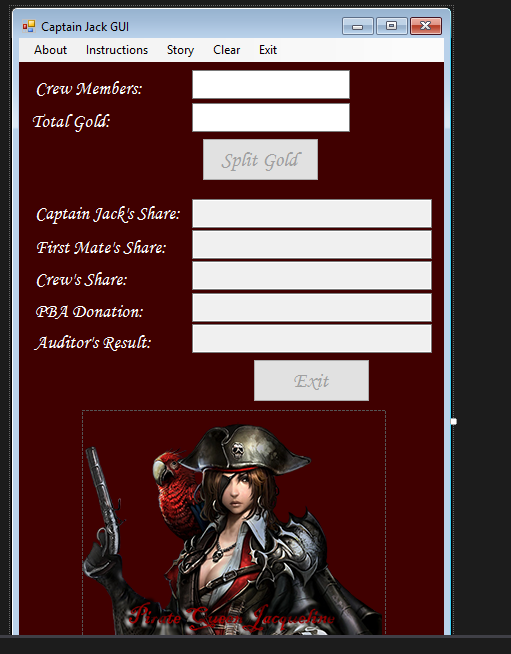 Captain Jack GUI
About Instructions Story Clear Exit
Crew Members:
Total Gold:
Split Gold
Captain Jack's Share:
First Mate's Share:
Crew's Share:
PBA Donation:
Auditor's Result:
Exit
Pirate Queen Jacqueline